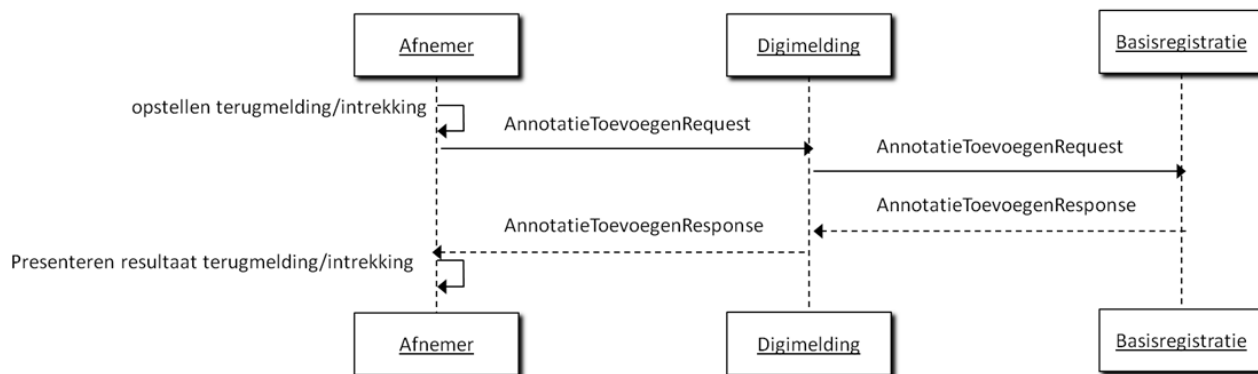 Afnemer
Digimelding
Basisregistratie
opstellen terugmelding/intrekking
AnnotatieToevoegenRequest
AnnotatieToevoegenRequest
AnnotatieToevoegenResponse
AnnotatieToevoegenResponse
Presenteren resultaat terugmelding/intrekking
Afnemer
Digimelding
Basisregistratie